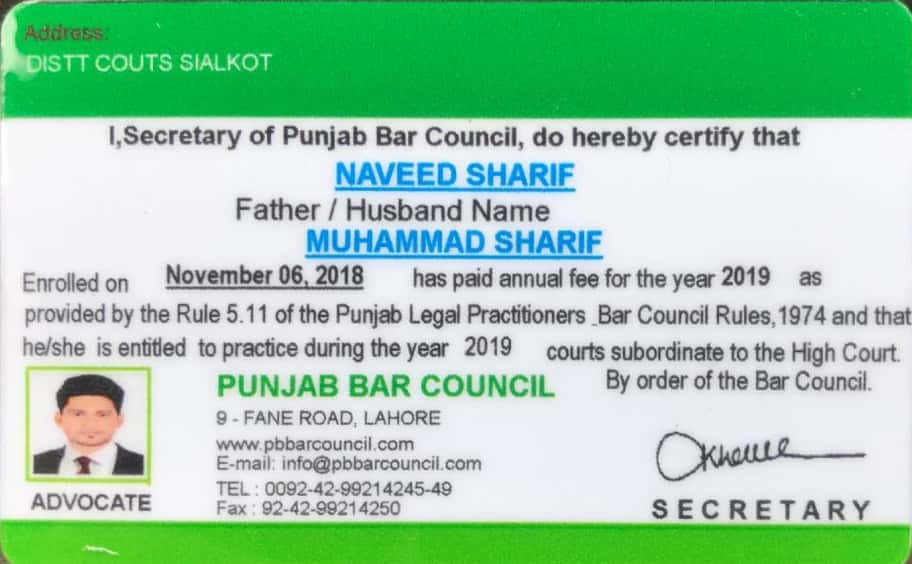 Address:
DISTT COUTS SIALKOT
I,Secretary of Punjab Bar Council, do hereby certify that
NAVEED SHARIF
Father / Husband Name
MUHAMMAD SHARIF
Enrolled on November 06, 2018 has paid annual fee for the year 2019 as
provided by the Rule 5.11 of the Punjab Legal Practitioners Bar Council Rules,1974 and that
he/she is entitled to practice during the year 2019 courts subordinate to the High Court.
By order of the Bar Council.
PUNJAB BAR COUNCIL
9 - FANE ROAD, LAHORE
www.pbbarcouncil.com
E-mail: info@pbbarcouncil.com
TEL : 0092-42-99214245-49
Fax : 92-42-99214250
ADVOCATE
SECRETARY